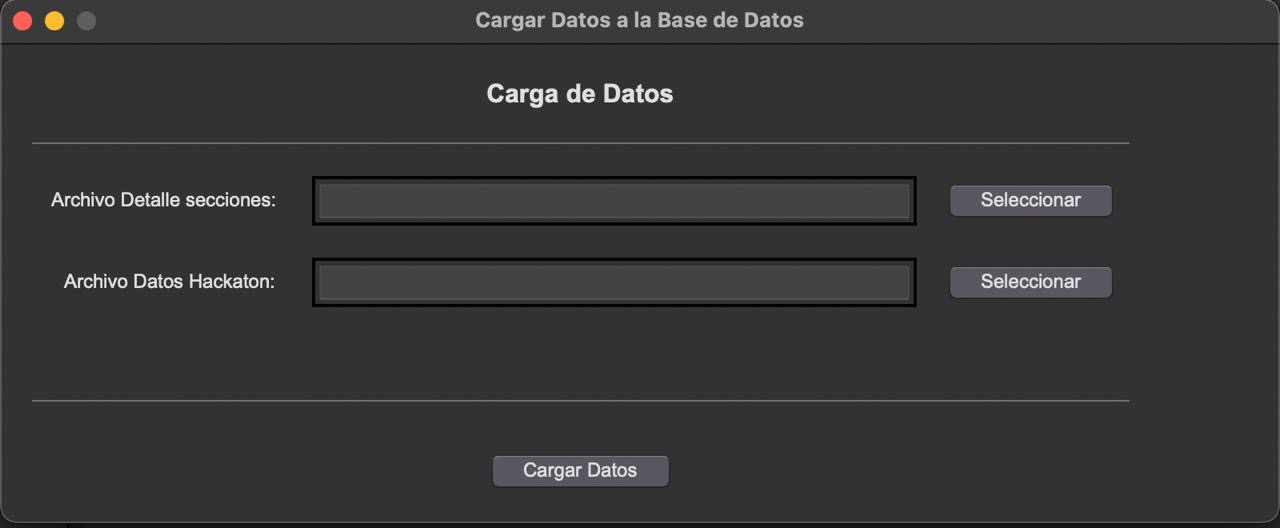 Cargar Datos a la Base de Datos
Carga de Datos
Archivo Detalle secciones: Seleccionar
Archivo Datos Hackaton: Seleccionar
Cargar Datos